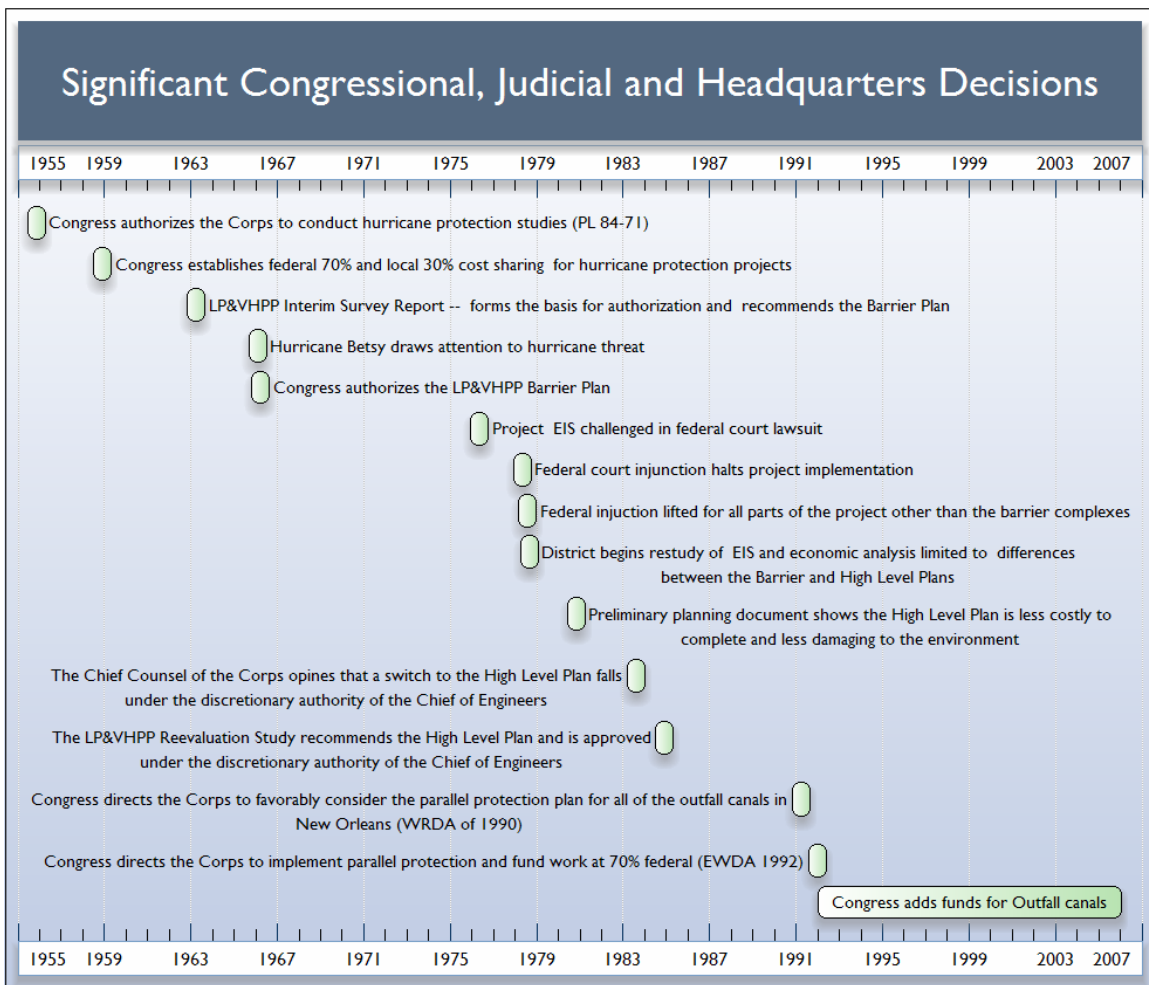 Significant Congressional, Judicial and Headquarters Decisions
1955 1959 1963 1967 1971 1975 1979 1983 1987 1991 1995 1999 2003 2007
Congress authorizes the Corps to conduct hurricane protection studies (PL 84-71)
Congress establishes federal 70% and local 30% cost sharing for hurricane protection projects
LP&VHPP Interim Survey Report -- forms the basis for authorization and recommends the Barrier Plan
Hurricane Betsy draws attention to hurricane threat
Congress authorizes the LP&VHPP Barrier Plan
Project EIS challenged in federal court lawsuit
Federal court injunction halts project implementation
Federal injuction lifted for all parts of the project other than the barrier complexes
District begins restudy of EIS and economic analysis limited to differences
between the Barrier and High Level Plans
Preliminary planning document shows the High Level Plan is less costly to
complete and less damaging to the environment
The Chief Counsel of the Corps opines that a switch to the High Level Plan falls
under the discretionary authority of the Chief of Engineers
The LP&VHPP Reevaluation Study recommends the High Level Plan and is approved
under the discretionary authority of the Chief of Engineers
Congress directs the Corps to favorably consider the parallel protection plan for all of the outfall canals in
New Orleans (WRDA of 1990)
Congress directs the Corps to implement parallel protection and fund work at 70% federal (EWDA 1992)
Congress adds funds for Outfall canals
1955 1959 1963 1967 1971 1975 1979 1983 1987 1991 1995 1999 2003 2007